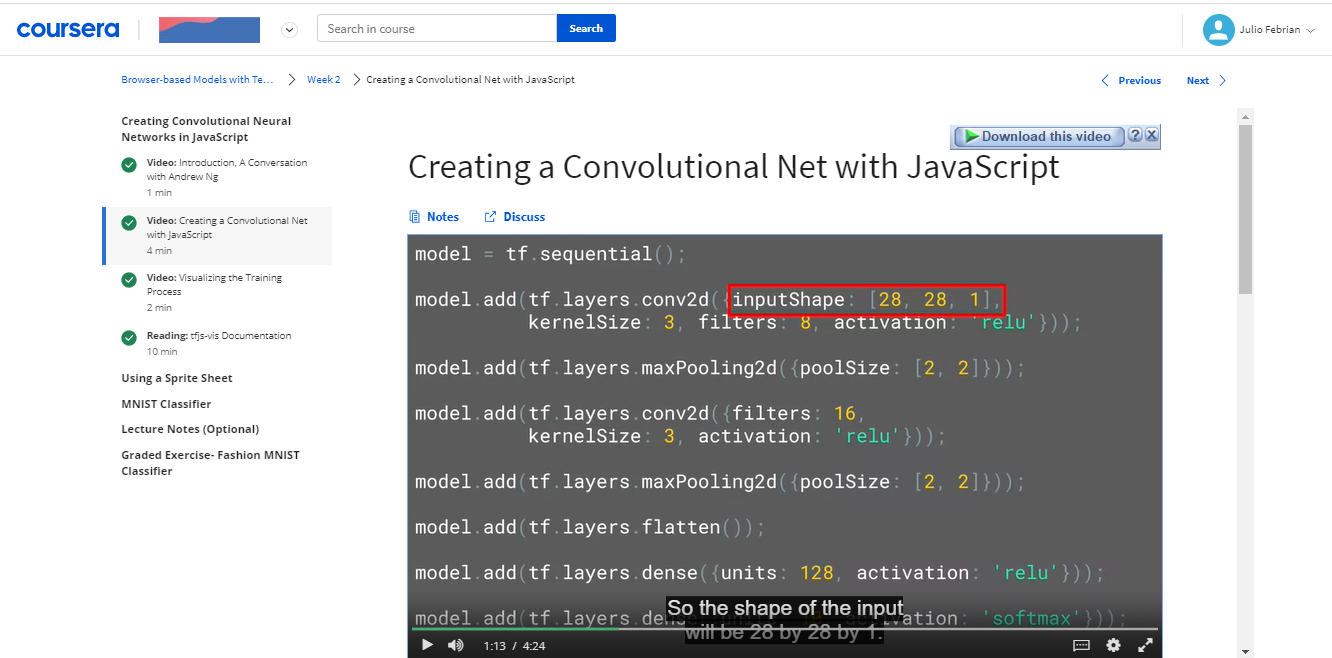 coursera
Search in course
Search
Julio Febrian
Browser-based Models with Te...
Week 2
Creating a Convolutional Net with JavaScript
Previous
Next
Creating Convolutional Neural
Networks in JavaScript
Video: Introduction, A Conversation
with Andrew Ng
1 min
Video: Creating a Convolutional Net
with JavaScript
4 min
Video: Visualizing the Training
Process
2 min
Reading: tfjs-vis Documentation
10 min
Using a Sprite Sheet
MNIST Classifier
Lecture Notes (Optional)
Graded Exercise- Fashion MNIST
Classifier
Download this video
?
Creating a Convolutional Net with JavaScript
Notes
Discuss
model = tf.sequential();
model.add(tf.layers.conv2d({inputShape: [28, 28, 1],
kernelSize: 3, filters: 8, activation: 'relu'}));
model.add(tf.layers.maxPooling2d({poolSize: [2, 2]}));
model.add(tf.layers.conv2d({filters: 16,
kernelSize: 3, activation: 'relu'}));
model.add(tf.layers.maxPooling2d({poolSize: [2, 2]}));
model.add(tf.layers.flatten());
model.add(tf.layers.dense({units: 128, activation: 'relu'}));
model.add(tf.layers. 'softmax'}));
So the shape of the input
will be 28 by 28 by 1.
1:13 / 4:24